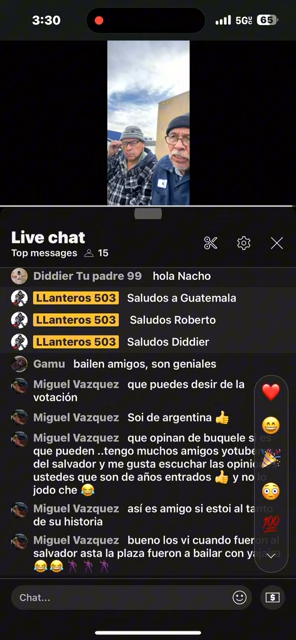 3:30
5GE 65
Live chat
Top messages 15
Diddier Tu padre 99 hola Nacho
LLanteros 503 Saludos a Guatemala
LLanteros 503 Saludos Roberto
LLanteros 503 Saludos Diddier
Gamu bailen amigos, son geniales
Miguel Vazquez que puedes desir de la
votación
Miguel Vazquez Soi de argentina 👍
Miguel Vazquez que opinan de buquele si es
que pueden ..tengo muchos amigos yotube
del salvador y me gusta escuchar las
ustedes que son de años entrados 👍 y no
jodo che 😂
Miguel Vazquez así es amigo si estoi al
de su historia
Miguel Vazquez bueno los vi cuando al
salvador asta la plaza fueron a bailar con
😂😂🕺🕺🕺
💯
Chat...